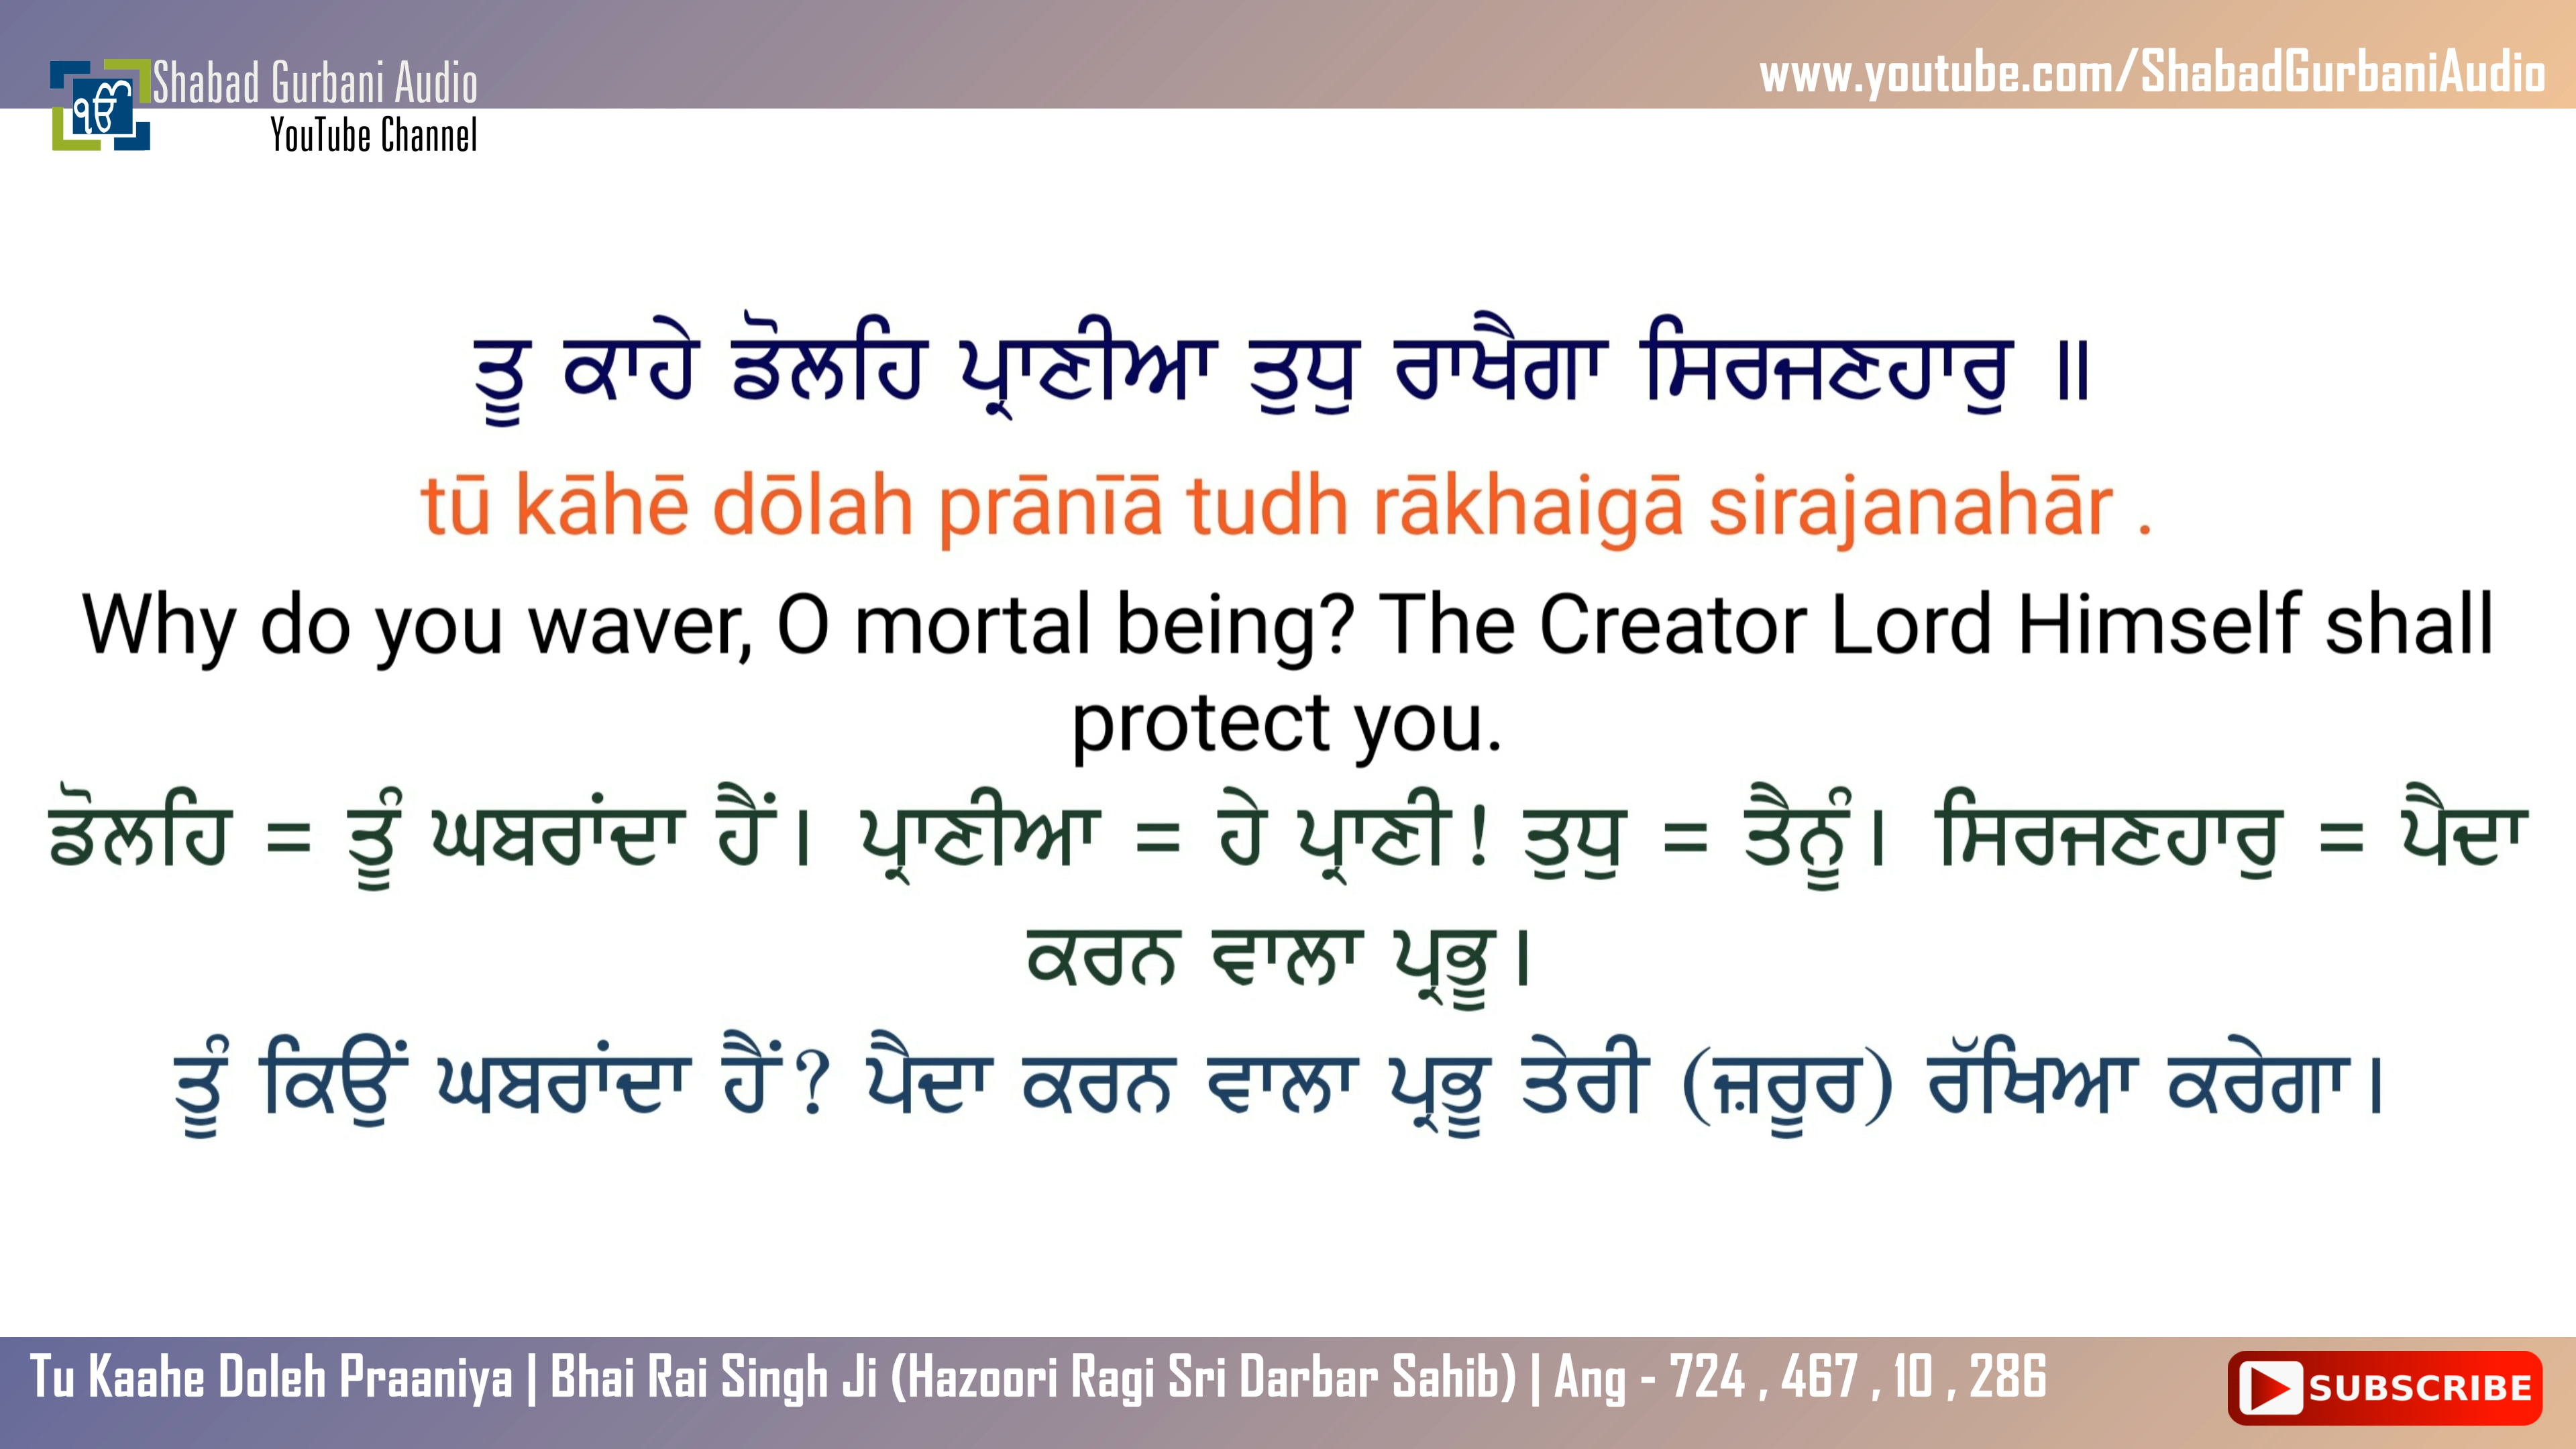 Shabad Gurbani Audio
YouTube Channel
www.youtube.com/ShabadGurbaniAudio
ੴ
ਤੂ ਕਾਹੇ ਡੋਲਹਿ ਪ੍ਰਾਣੀਆ ਤੁਧੁ ਰਾਖੈਗਾ ਸਿਰਜਣਹਾਰੁ ॥
tū kāhē dōlah prānīā tudh rākhaigā sirajanahār .
Why do you waver, O mortal being? The Creator Lord Himself shall
protect you.
ਡੋਲਹਿ = ਤੂੰ ਘਬਰਾਂਦਾ ਹੈਂ। ਪ੍ਰਾਣੀਆ = ਹੇ ਪ੍ਰਾਣੀ! ਤੁਧੁ = ਤੈਨੂੰ। ਸਿਰਜਣਹਾਰੁ = ਪੈਦਾ
ਕਰਨ ਵਾਲਾ ਪ੍ਰਭੂ।
ਤੂੰ ਕਿਉਂ ਘਬਰਾਂਦਾ ਹੈਂ? ਪੈਦਾ ਕਰਨ ਵਾਲਾ ਪ੍ਰਭੂ ਤੇਰੀ (ਜ਼ਰੂਰ) ਰੱਖਿਆ ਕਰੇਗਾ।
Tu Kaahe Doleh Praaniya | Bhai Rai Singh Ji (Hazoori Ragi Sri Darbar Sahib) | Ang - 724 , 467 , 10 , 286
SUBSCRIBE